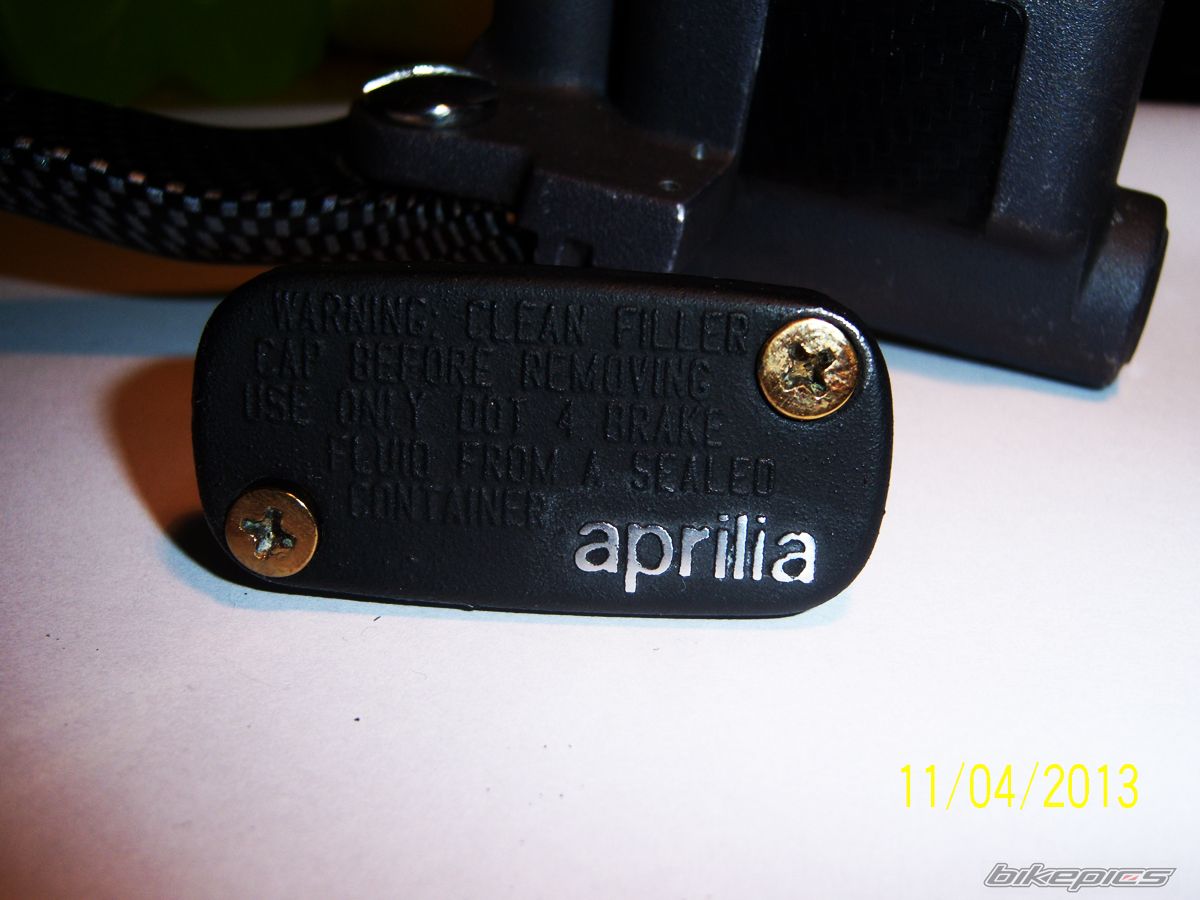 WARNING: CLEAN FILLER
CAP BEFORE REMOVING
USE ONLY DOT 4 BRAKE
FLUID FROM A SEALED
CONTAINER
aprilia
11/04/2013
bikepics